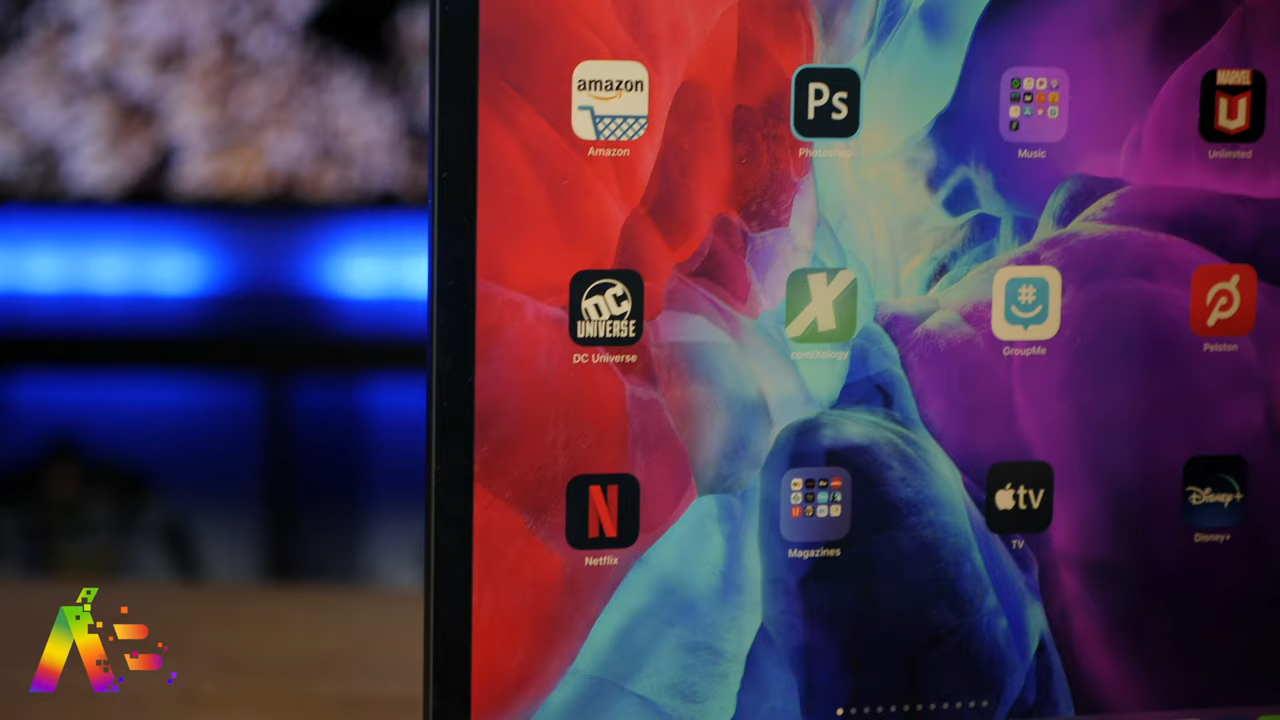 amazon
Amazon
Ps
Photoshop
Music
MARVEL
U
Unlimited
DC
UNIVERSE
DC Universe
X
comiXology
#
GroupMe
Peloton
N
Netflix
Magazines
tv
TV
Disney+
Disney+